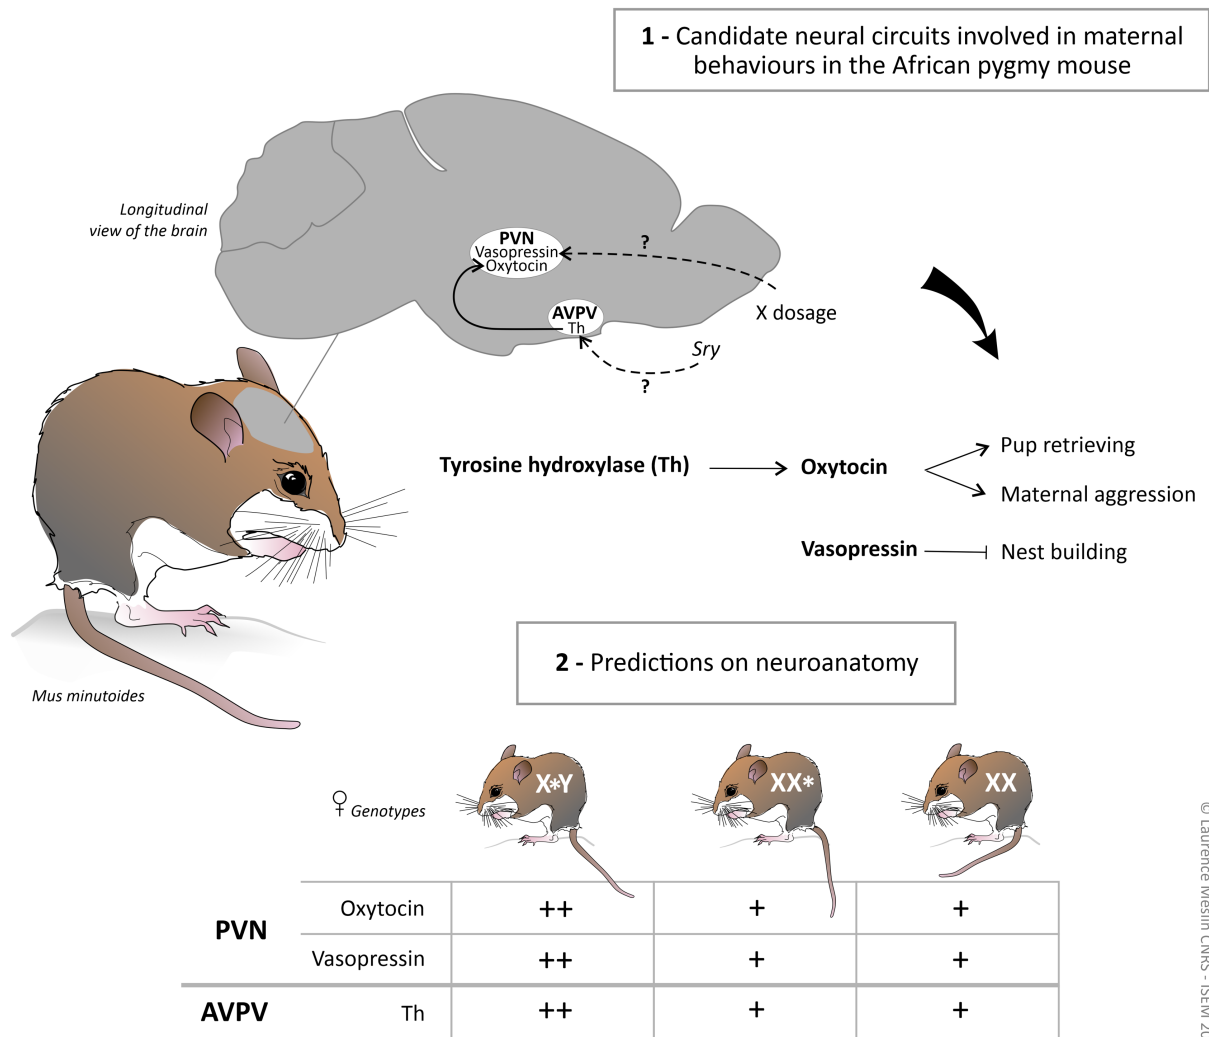 1 - Candidate neural circuits involved in maternal
behaviours in the African pygmy mouse
Longitudinal
view of the brain
PVN
Vasopressin
Oxytocin
?
X dosage
AVPV
Th
Sry
?
Tyrosine hydroxylase (Th)
Oxytocin
Pup retrieving
Maternal aggression
Vasopressin
Nest building
Mus minutoides
2 - Predictions on neuroanatomy
♀ Genotypes
X*Y
XX*
XX
PVN
Oxytocin ++ + +
Vasopressin ++ + +
AVPV
Th ++ + +
© Laurence Meslin CNRS - ISEM